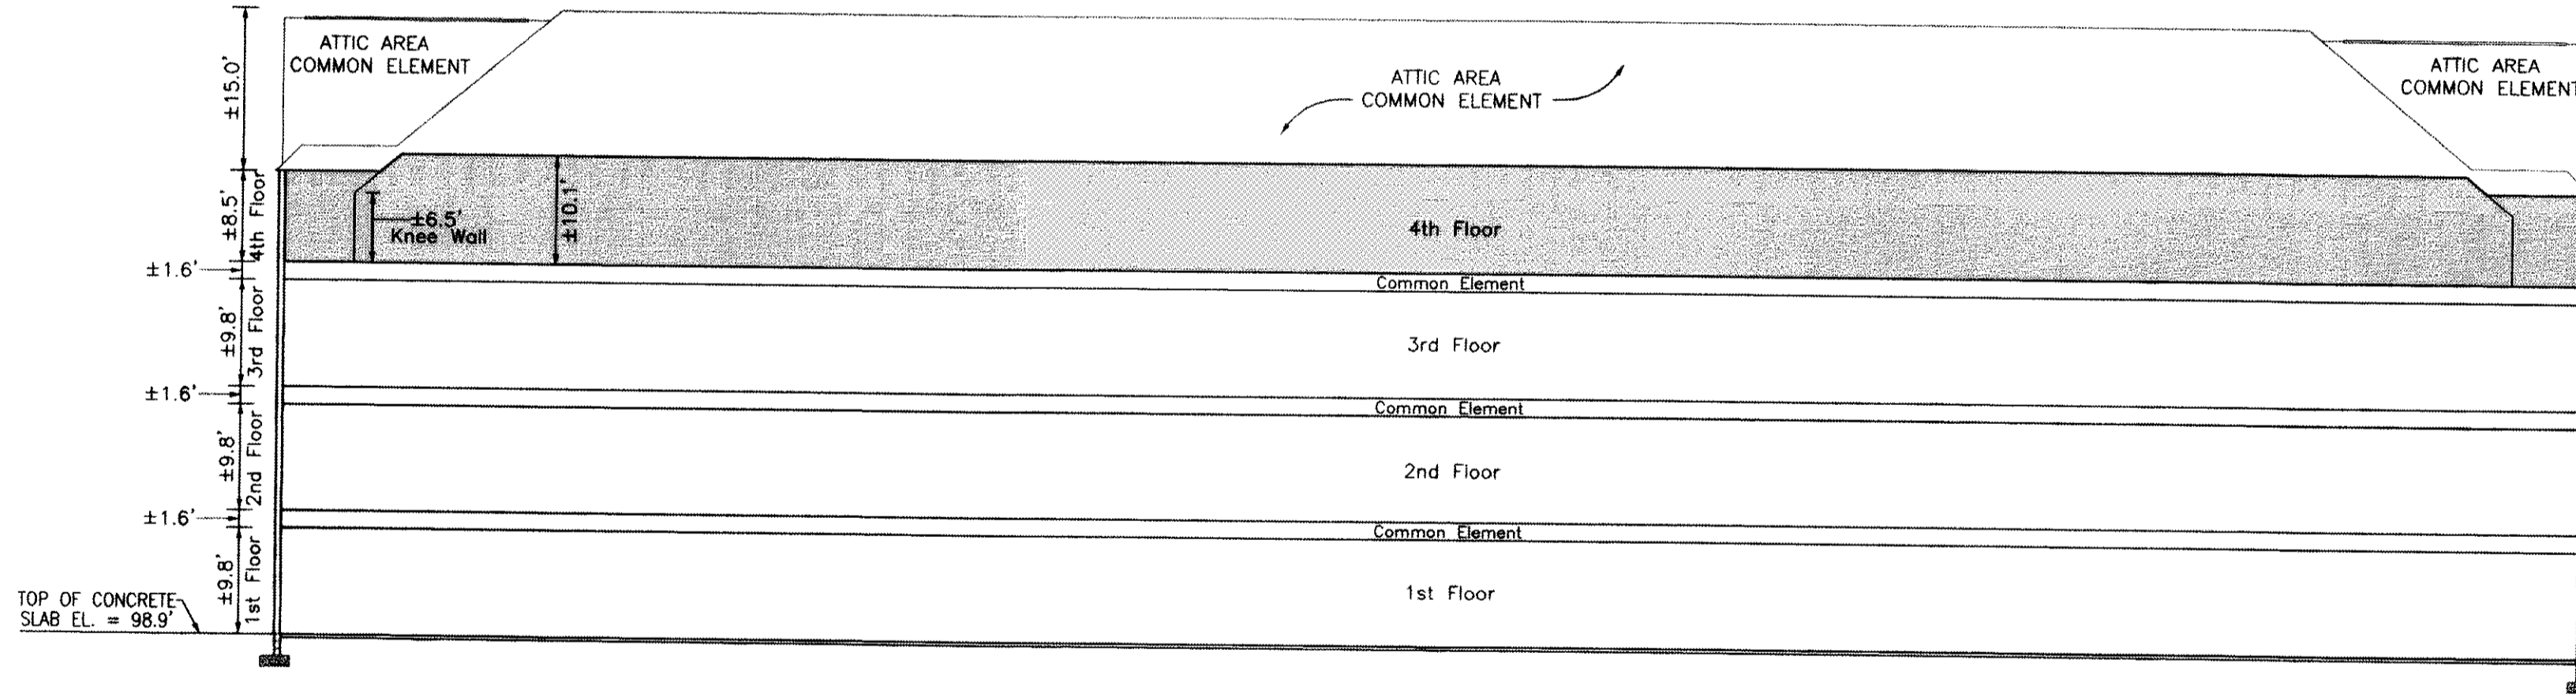 ATTIC AREA
COMMON ELEMENT
ATTIC AREA
COMMON ELEMENT
ATTIC AREA
COMMON ELEMENT
±15.0'
±8.5'
4th Floor
±6.5'
Knee Wall
±10.1'
4th Floor
±1.6'
Common Element
±9.8'
3rd Floor
3rd Floor
±1.6'
Common Element
±9.8'
2nd Floor
2nd Floor
±1.6'
Common Element
±9.8'
1st Floor
1st Floor
TOP OF CONCRETE
SLAB EL. = 98.9'